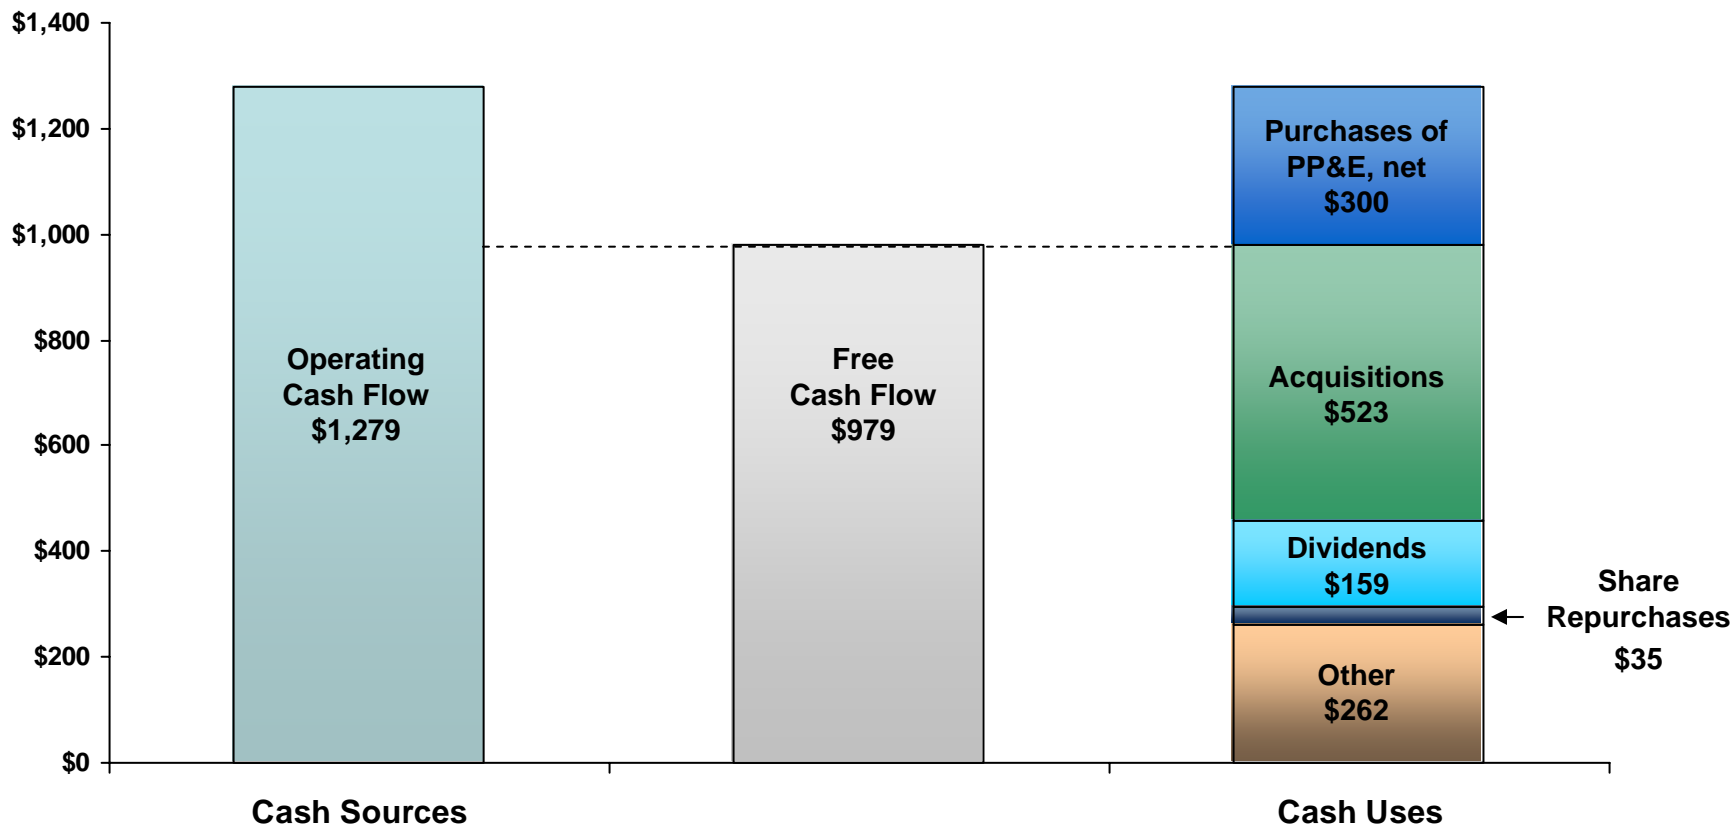 $1,400
$1,200
$1,000
$800
$600
$400
$200
$0
Operating
Cash Flow
$1,279
Free
Cash Flow
$979
Purchases of
PP&E, net
$300
Acquisitions
$523
Dividends
$159
Share
Repurchases
$35
Other
$262
Cash Sources
Cash Uses